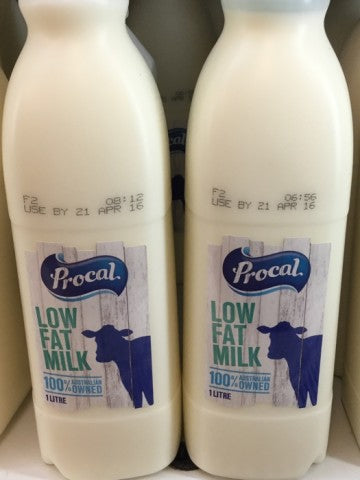 F2 08:12
USE BY 21 APR 16
Procal
LOW
FAT
MILK
100% AUSTRALIAN
OWNED
1 LITRE
F2 06:56
USE BY 21 APR 16
Procal
LOW
FAT
MILK
100% AUSTRALIAN
OWNED
1 LITRE